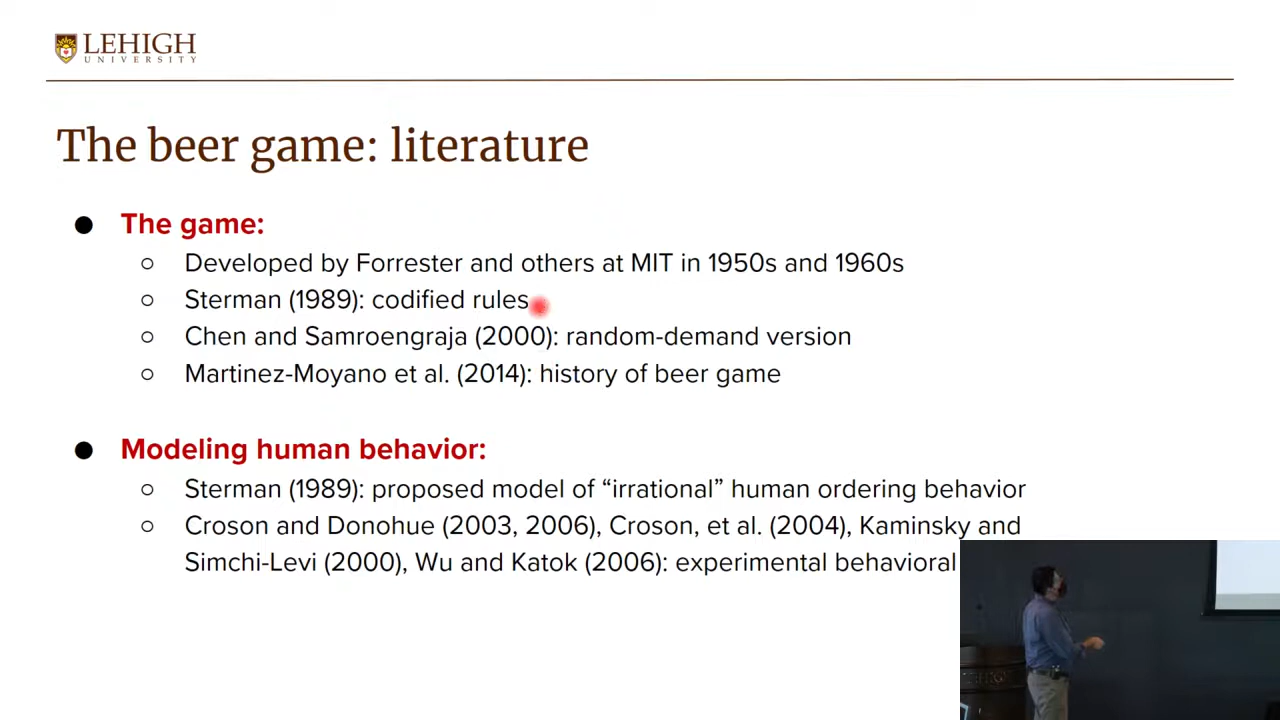 LEHIGH
UNIVERSITY
The beer game: literature
● The game:
○ Developed by Forrester and others at MIT in 1950s and 1960s
○ Sterman (1989): codified rules
○ Chen and Samroengraja (2000): random-demand version
○ Martinez-Moyano et al. (2014): history of beer game
● Modeling human behavior:
○ Sterman (1989): proposed model of “irrational” human ordering behavior
○ Croson and Donohue (2003, 2006), Croson, et al. (2004), Kaminsky and
Simchi-Levi (2000), Wu and Katok (2006): experimental behavioral
LEHIGH